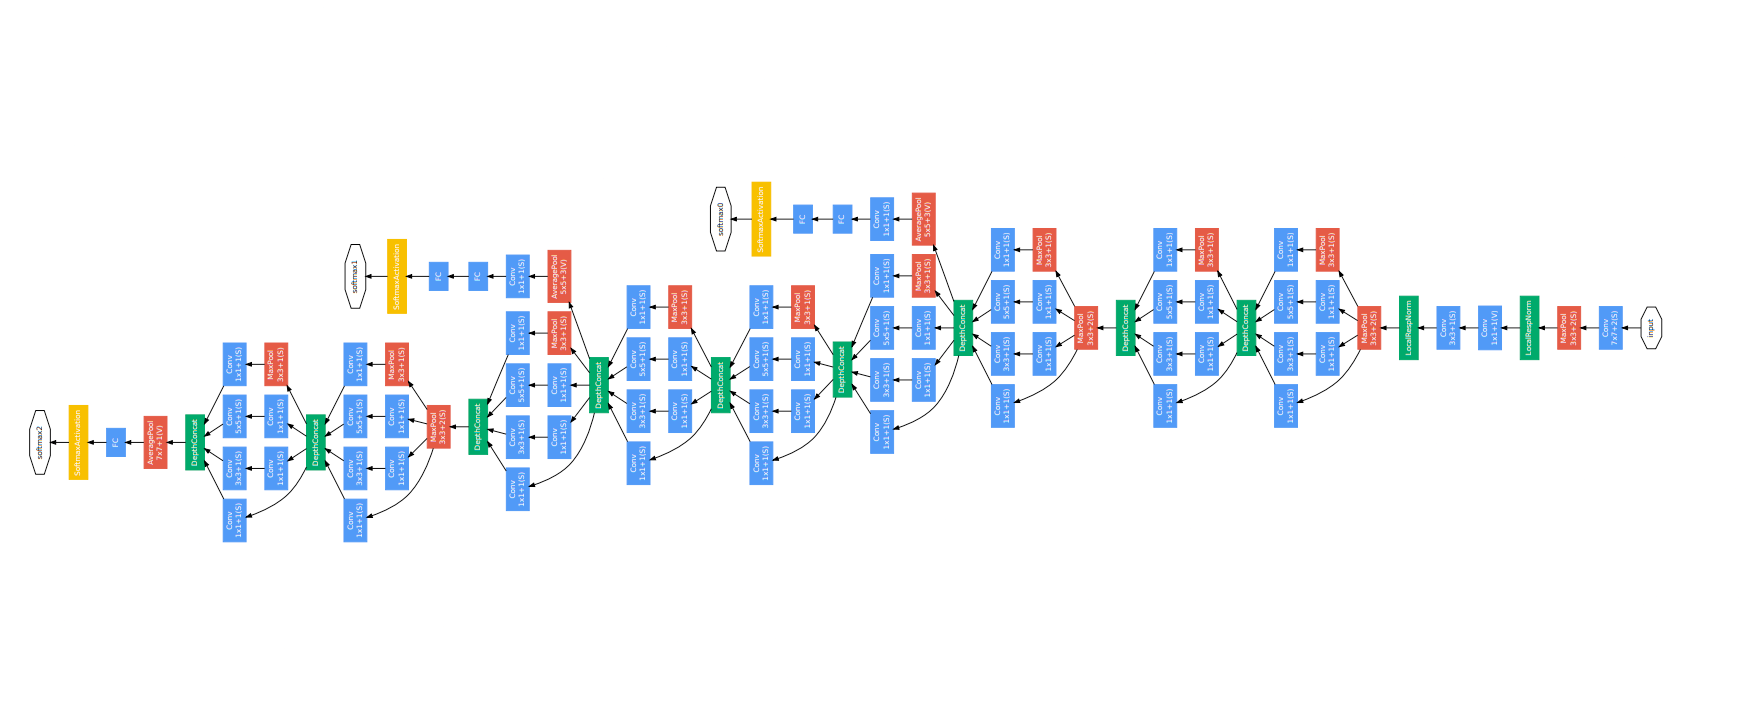 softmax2
SoftmaxActivation
FC
AveragePool
7x7+1(V)
DepthConcat
Conv
1x1+1(S)
Conv
3x3+1(S)
Conv
5x5+1(S)
Conv
1x1+1(S)
Conv
1x1+1(S)
Conv
1x1+1(S)
MaxPool
3x3+1(S)
DepthConcat
Conv
1x1+1(S)
Conv
3x3+1(S)
Conv
5x5+1(S)
Conv
1x1+1(S)
softmax1
Conv
1x1+1(S)
Conv
1x1+1(S)
MaxPool
3x3+1(S)
SoftmaxActivation
MaxPool
3x3+2(S)
FC
DepthConcat
FC
Conv
1x1+1(S)
Conv
3x3+1(S)
Conv
5x5+1(S)
Conv
1x1+1(S)
Conv
1x1+1(S)
Conv
1x1+1(S)
Conv
1x1+1(S)
MaxPool
3x3+1(S)
AveragePool
5x5+3(V)
DepthConcat
Conv
1x1+1(S)
Conv
3x3+1(S)
Conv
5x5+1(S)
Conv
1x1+1(S)
Conv
1x1+1(S)
Conv
1x1+1(S)
MaxPool
3x3+1(S)
DepthConcat
softmax0
Conv
1x1+1(S)
Conv
3x3+1(S)
Conv
5x5+1(S)
Conv
1x1+1(S)
SoftmaxActivation
Conv
1x1+1(S)
Conv
1x1+1(S)
MaxPool
3x3+1(S)
FC
DepthConcat
FC
Conv
1x1+1(S)
Conv
3x3+1(S)
Conv
5x5+1(S)
Conv
1x1+1(S)
Conv
1x1+1(S)
Conv
1x1+1(S)
Conv
1x1+1(S)
MaxPool
3x3+1(S)
AveragePool
5x5+3(V)
DepthConcat
Conv
1x1+1(S)
Conv
3x3+1(S)
Conv
5x5+1(S)
Conv
1x1+1(S)
Conv
1x1+1(S)
Conv
1x1+1(S)
MaxPool
3x3+1(S)
MaxPool
3x3+2(S)
DepthConcat
Conv
1x1+1(S)
Conv
3x3+1(S)
Conv
5x5+1(S)
Conv
1x1+1(S)
Conv
1x1+1(S)
Conv
1x1+1(S)
MaxPool
3x3+1(S)
DepthConcat
Conv
1x1+1(S)
Conv
3x3+1(S)
Conv
5x5+1(S)
Conv
1x1+1(S)
Conv
1x1+1(S)
Conv
1x1+1(S)
MaxPool
3x3+1(S)
MaxPool
3x3+2(S)
LocalRespNorm
Conv
3x3+1(S)
Conv
1x1+1(V)
LocalRespNorm
MaxPool
3x3+2(S)
Conv
7x7+2(S)
input